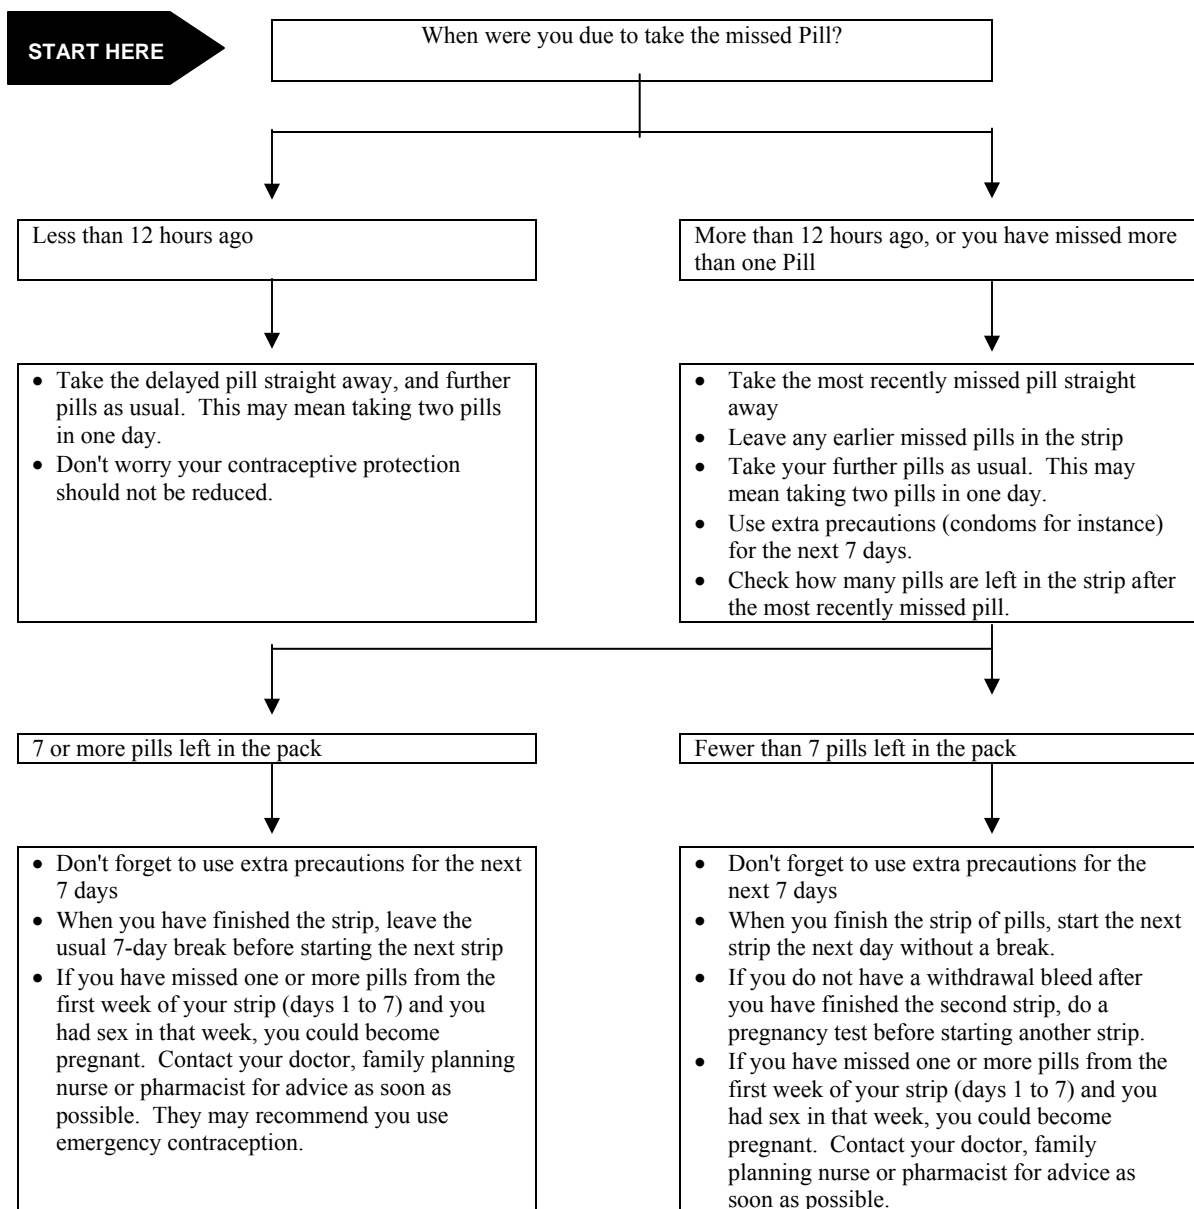 START HERE
When were you due to take the missed Pill?
Less than 12 hours ago
More than 12 hours ago, or you have missed more
than one Pill
• Take the delayed pill straight away, and further
pills as usual. This may mean taking two pills
in one day.
• Don't worry your contraceptive protection
should not be reduced.
• Take the most recently missed pill straight
away
• Leave any earlier missed pills in the strip
• Take your further pills as usual. This may
mean taking two pills in one day.
• Use extra precautions (condoms for instance)
for the next 7 days.
• Check how many pills are left in the strip after
the most recently missed pill.
7 or more pills left in the pack
Fewer than 7 pills left in the pack
• Don't forget to use extra precautions for the next
7 days
• When you have finished the strip, leave the
usual 7-day break before starting the next strip
• If you have missed one or more pills from the
first week of your strip (days 1 to 7) and you
had sex in that week, you could become
pregnant. Contact your doctor, family planning
nurse or pharmacist for advice as soon as
possible. They may recommend you use
emergency contraception.
• Don't forget to use extra precautions for the
next 7 days
• When you finish the strip of pills, start the next
strip the next day without a break.
• If you do not have a withdrawal bleed after
you have finished the second strip, do a
pregnancy test before starting another strip.
• If you have missed one or more pills from the
first week of your strip (days 1 to 7) and you
had sex in that week, you could become
pregnant. Contact your doctor, family
planning nurse or pharmacist for advice as
soon as possible.